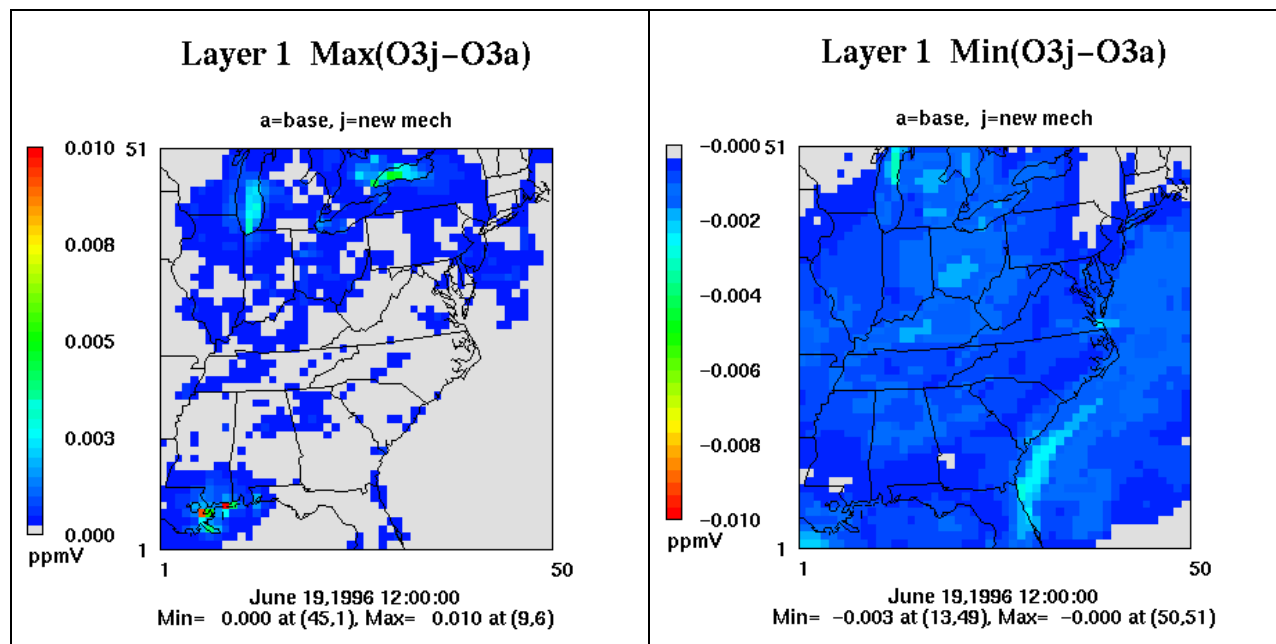 Layer 1 Max(O3j-O3a)
a=base, j=new mech
0.010
0.008
0.005
0.003
0.000
ppmV
51
1
1
50
June 19,1996 12:00:00
Min= 0.000 at (45,1), Max= 0.010 at (9,6)
Layer 1 Min(O3j-O3a)
a=base, j=new mech
-0.000
-0.002
-0.004
-0.006
-0.008
-0.010
ppmV
51
1
1
50
June 19,1996 12:00:00
Min= -0.003 at (13,49), Max= -0.000 at (50,51)